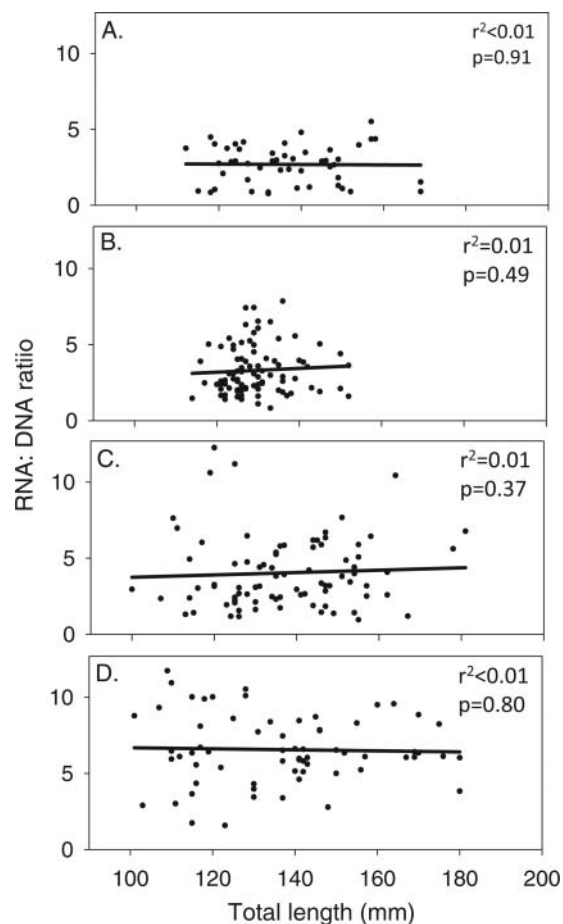 A.
r²<0.01
p=0.91
10
5
0
B.
r²=0.01
p=0.49
10
5
0
RNA: DNA ratiio
C.
r²=0.01
p=0.37
10
5
0
D.
r²<0.01
p=0.80
10
5
0
100 120 140 160 180 200
Total length (mm)